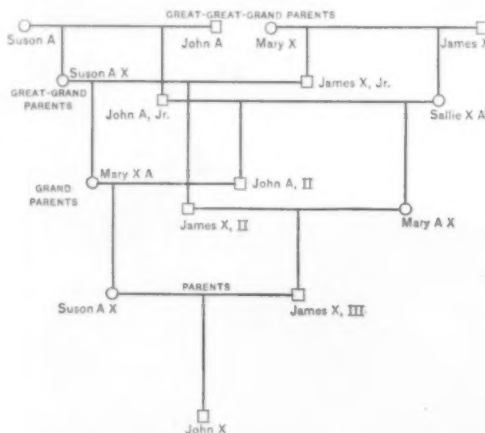 GREAT-GREAT-GRAND PARENTS
Suson A
John A
Mary X
James X
Suson A X
James X, Jr.
GREAT-GRAND
PARENTS
John A, Jr.
Sallie X A
Mary X A
John A, II
GRAND
PARENTS
James X, II
Mary A X
PARENTS
Suson A X
James X, III
John X